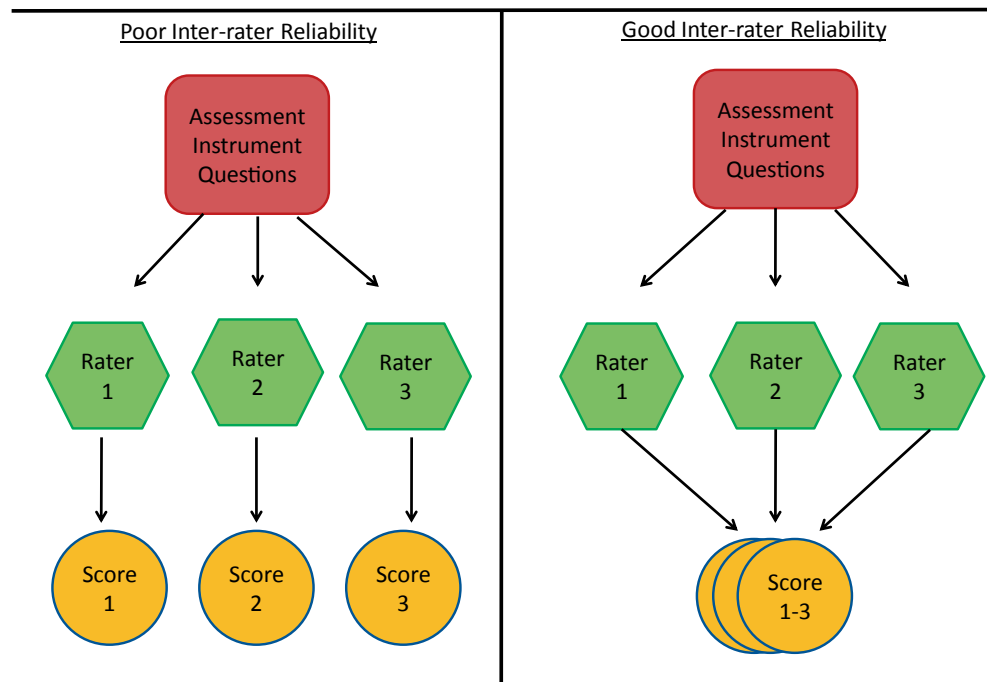 Poor Inter-rater Reliability
Assessment
Instrument
Questions
Rater
1
Rater
2
Rater
3
Score
1
Score
2
Score
3
Good Inter-rater Reliability
Assessment
Instrument
Questions
Rater
1
Rater
2
Rater
3
Score
1-3